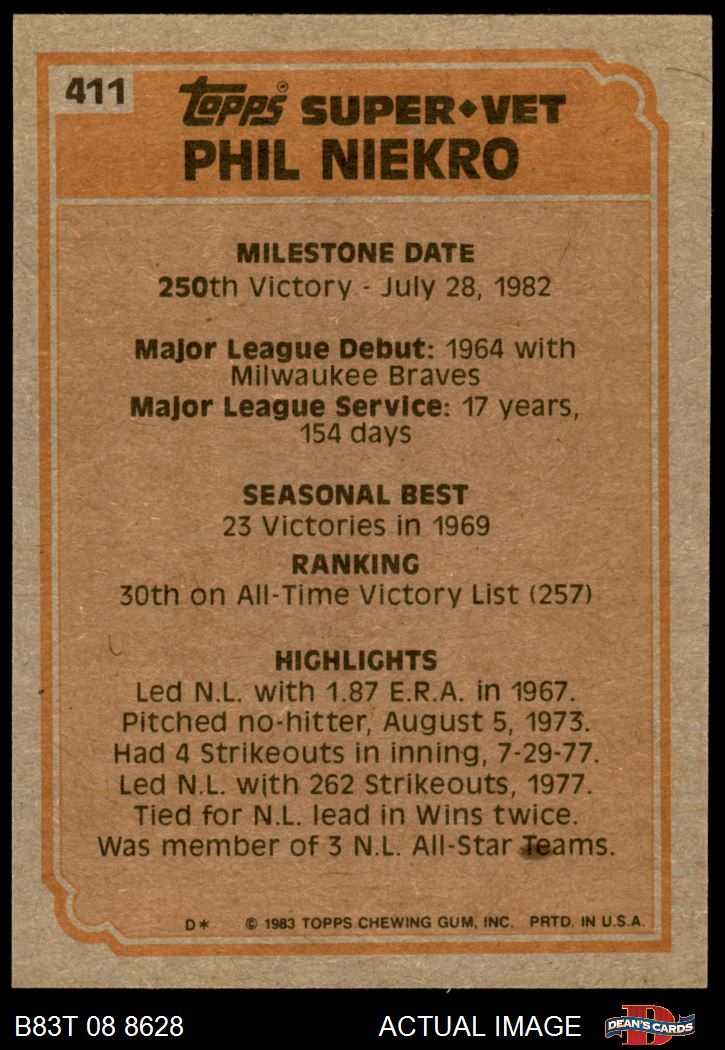 411
Topps SUPER♦VET
PHIL NIEKRO
MILESTONE DATE
250th Victory - July 28, 1982
Major League Debut: 1964 with
Milwaukee Braves
Major League Service: 17 years,
154 days
SEASONAL BEST
23 Victories in 1969
RANKING
30th on All-Time Victory List (257)
HIGHLIGHTS
Led N.L. with 1.87 E.R.A. in 1967.
Pitched no-hitter, August 5, 1973.
Had 4 Strikeouts in inning, 7-29-77.
Led N.L. with 262 Strikeouts, 1977.
Tied for N.L. lead in Wins twice.
Was member of 3 N.L. All-Star Teams.
D* © 1983 TOPPS CHEWING GUM, INC. PRTD. IN U.S.A.
B83T 08 8628 ACTUAL IMAGE D DEAN'S CARDS